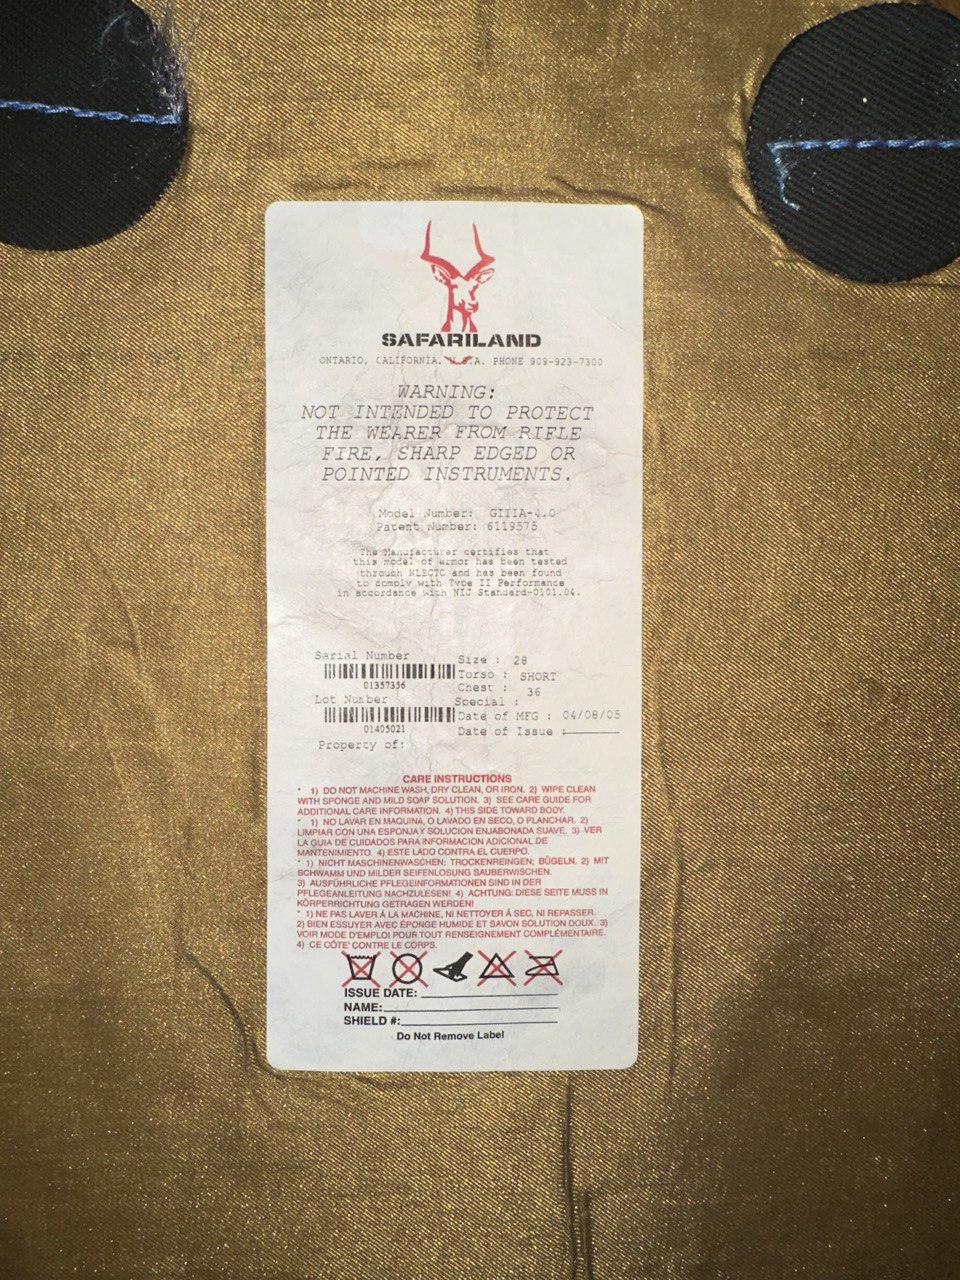 SAFARILAND
ONTARIO, CALIFORNIA. U.S.A. PHONE 909-923-7300
WARNING:
NOT INTENDED TO PROTECT
THE WEARER FROM RIFLE
FIRE, SHARP EDGED OR
POINTED INSTRUMENTS.
Model Number: GIIIA-4.0
Patent Number: 6119575
The Manufacturer certifies that
this model of armor has been tested
through NLECTC and has been found
to comply with Type II Performance
in accordance with NIJ Standard-0101.04.
Serial Number
01357356
Lot Number
01405021
Property of:
Size : 28
Torso : SHORT
Chest : 36
Special :
Date of MFG : 04/08/05
Date of Issue :
CARE INSTRUCTIONS
* 1) DO NOT MACHINE WASH, DRY CLEAN, OR IRON. 2) WIPE CLEAN
WITH SPONGE AND MILD SOAP SOLUTION. 3) SEE CARE GUIDE FOR
ADDITIONAL CARE INFORMATION. 4) THIS SIDE TOWARD BODY.
* 1) NO LAVAR EN MAQUINA, O LAVADO EN SECO, O PLANCHAR. 2)
LIMPIAR CON UNA ESPONJA Y SOLUCION ENJABONADA SUAVE. 3) VER
LA GUIA DE CUIDADOS PARA INFORMACION ADICIONAL DE
MANTENIMIENTO. 4) ESTE LADO CONTRA EL CUERPO.
* 1) NICHT MASCHINENWASCHEN; TROCKENREINGEN; BÜGELN. 2) MIT
SCHWAMM UND MILDER SEIFENLOSUNG SAUBERWISCHEN.
3) AUSFÜHRLICHE PFLEGEINFORMATIONEN SIND IN DER
PFLEGEANLEITUNG NACHZULESEN! 4) ACHTUNG: DIESE SEITE MUSS IN
KÖRPERRICHTUNG GETRAGEN WERDEN!
* 1) NE PAS LAVER Á LA MACHINE, NI NETTOYER Á SEC, NI REPASSER.
2) BIEN ESSUYER AVEC ÉPONGE HUMIDE ET SAVON SOLUTION DOUX. 3)
VOIR MODE D'EMPLOI POUR TOUT RENSEIGNEMENT COMPLÉMENTAIRE.
4) CE CÔTE' CONTRE LE CORPS.
ISSUE DATE:
NAME:
SHIELD #:
Do Not Remove Label